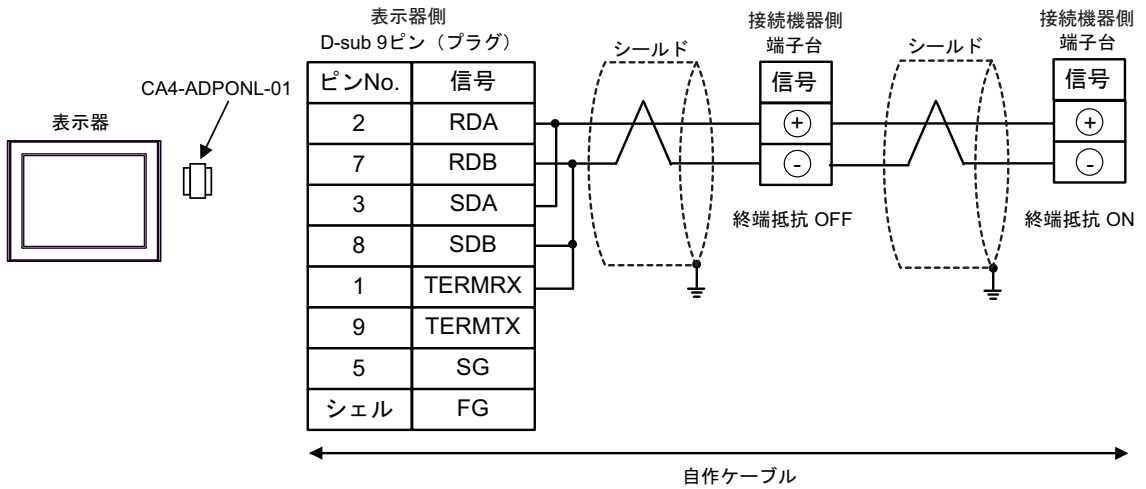 表示器
CA4-ADPONL-01
表示器側
D-sub 9ピン（プラグ）
ピンNo. 信号
2 RDA
7 RDB
3 SDA
8 SDB
1 TERMRX
9 TERMTX
5 SG
シェル FG
シールド
接続機器側
端子台
信号
+
-
終端抵抗 OFF
シールド
接続機器側
端子台
信号
+
-
終端抵抗 ON
自作ケーブル